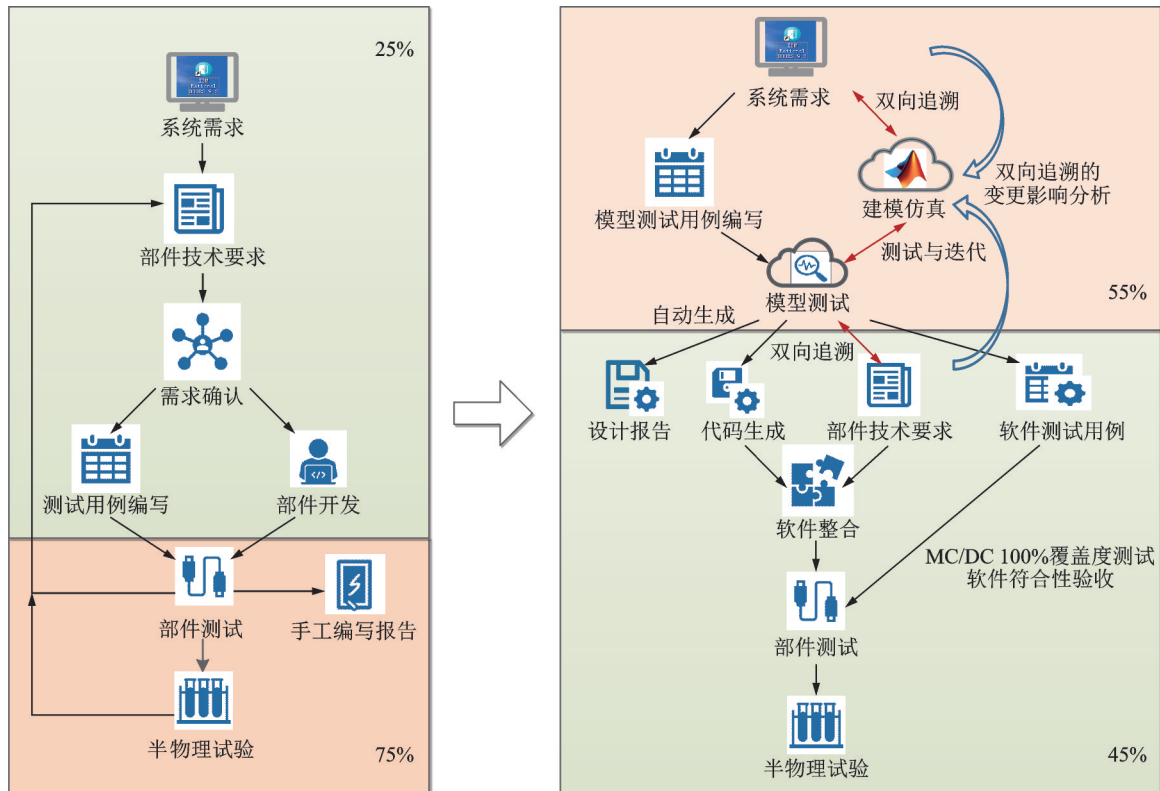 25%
系统需求
部件技术要求
需求确认
测试用例编写
部件开发
部件测试
手工编写报告
半物理试验
75%
系统需求
双向追溯
模型测试用例编写
建模仿真
双向追溯的
变更影响分析
测试与迭代
模型测试
55%
自动生成
双向追溯
设计报告
代码生成
部件技术要求
软件测试用例
软件整合
MC/DC 100%覆盖度测试
软件符合性验收
部件测试
半物理试验
45%